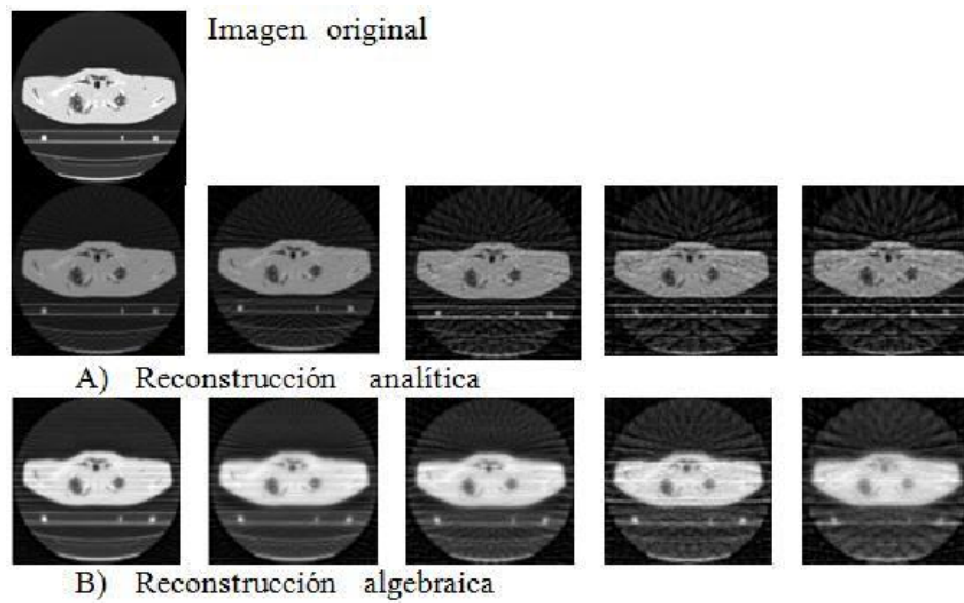 Imagen original
A) Reconstrucción analítica
B) Reconstrucción algebraica